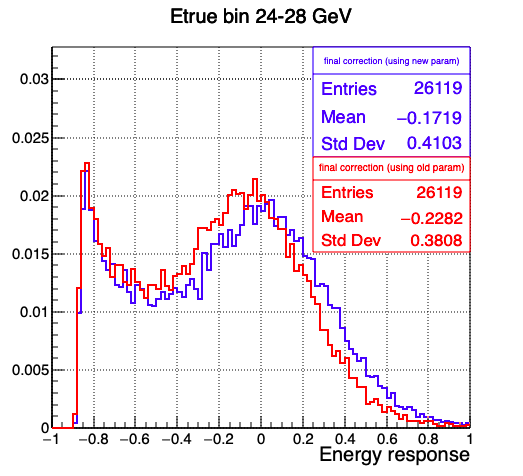 Etrue bin 24-28 GeV
final correction (using new param)
Entries 26119
Mean −0.1719
Std Dev 0.4103
final correction (using old param)
Entries 26119
Mean −0.2282
Std Dev 0.3808
0.03
0.025
0.02
0.015
0.01
0.005
0
−1 −0.8 −0.6 −0.4 −0.2 0 0.2 0.4 0.6 0.8 1
Energy response